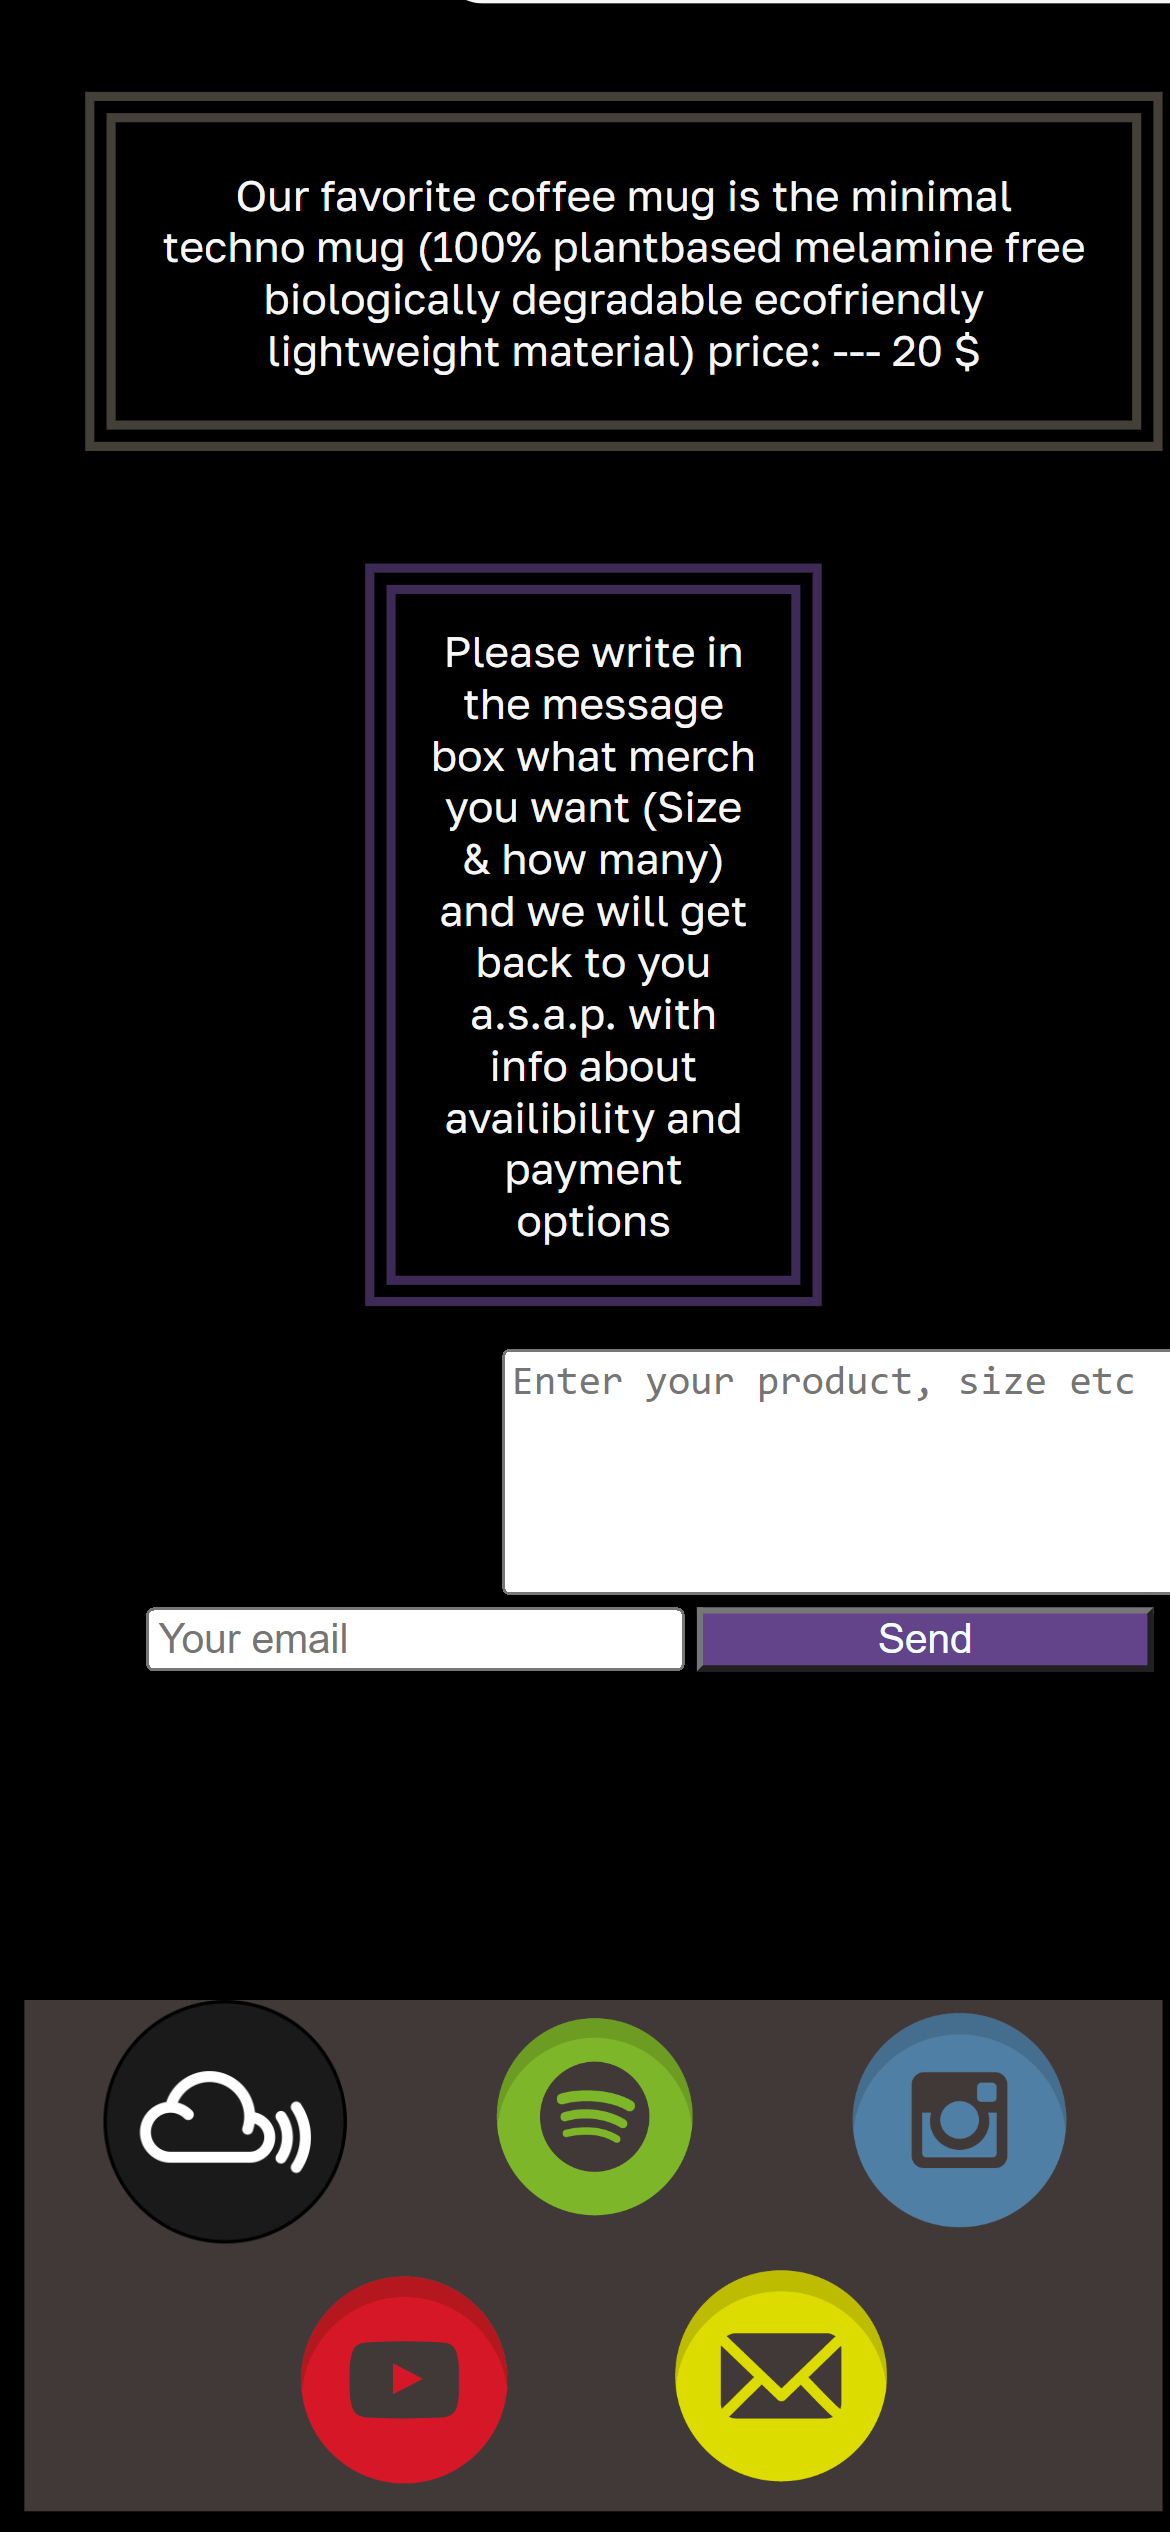 Our favorite coffee mug is the minimal
techno mug (100% plantbased melamine free
biologically degradable ecofriendly
lightweight material) price: --- 20 $
Please write in
the message
box what merch
you want (Size
& how many)
and we will get
back to you
a.s.a.p. with
info about
availibility and
payment
options
Enter your product, size etc
Your email
Send